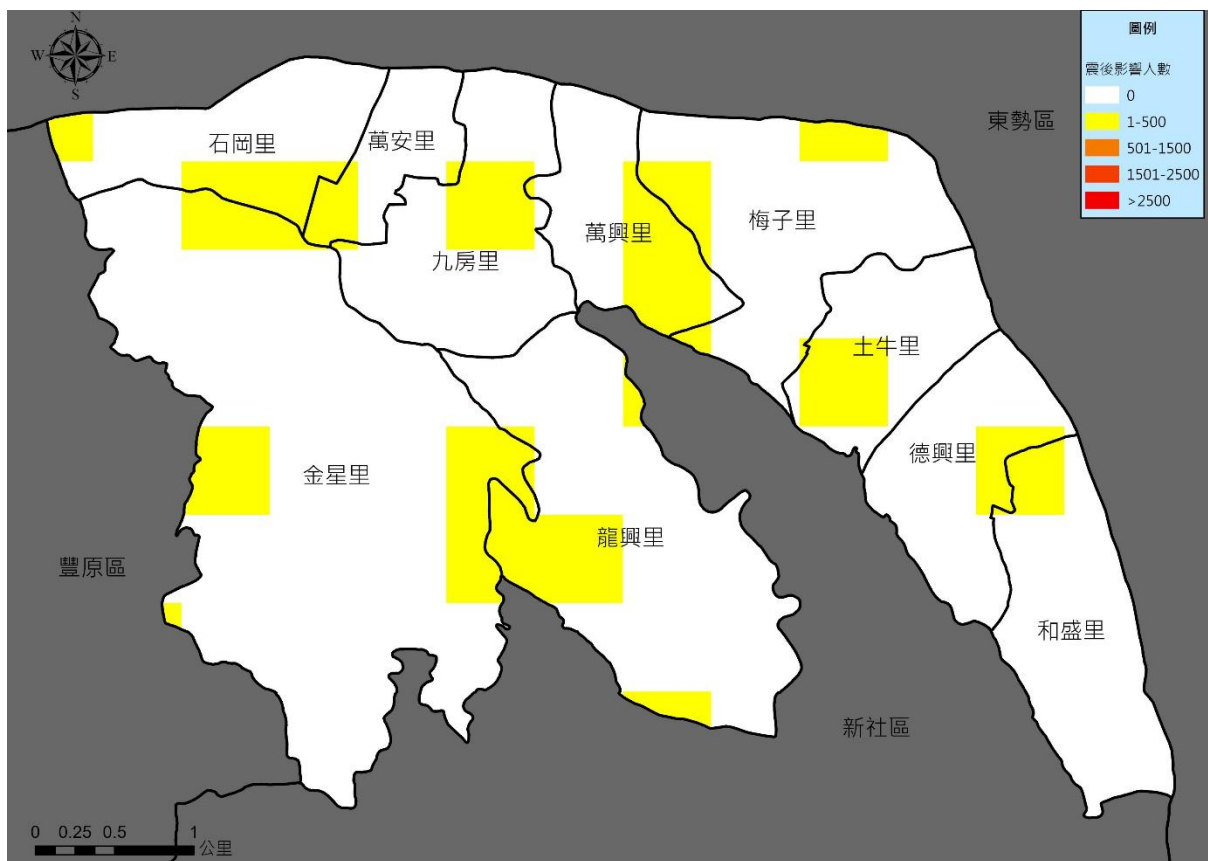 N
W E
S
圖例
震後影響人數
0
1-500
501-1500
1501-2500
>2500
東勢區
石岡里
萬安里
梅子里
萬興里
九房里
土牛里
德興里
金星里
龍興里
豐原區
和盛里
新社區
0 0.25 0.5 1
公里